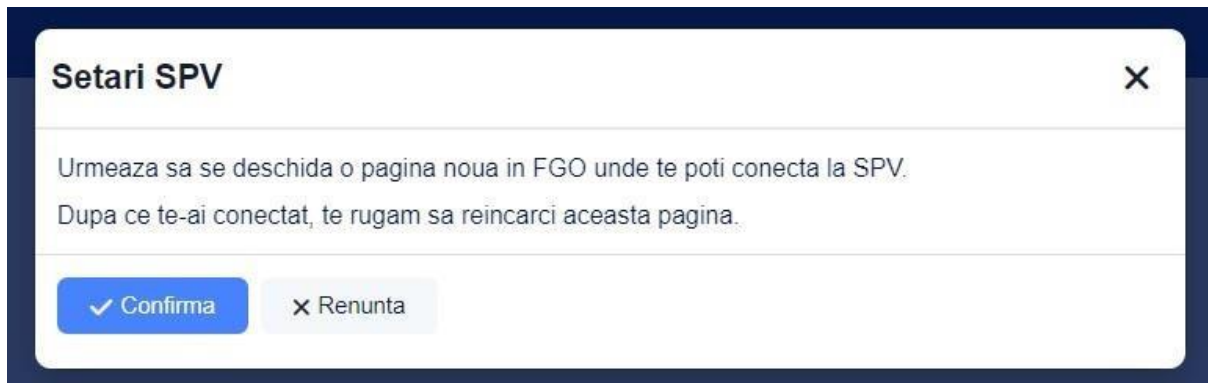 Setari SPV
Urmeaza sa se deschida o pagina noua in FGO unde te poti conecta la SPV.
Dupa ce te-ai conectat, te rugam sa reincarci aceasta pagina.
Confirma
Renunta